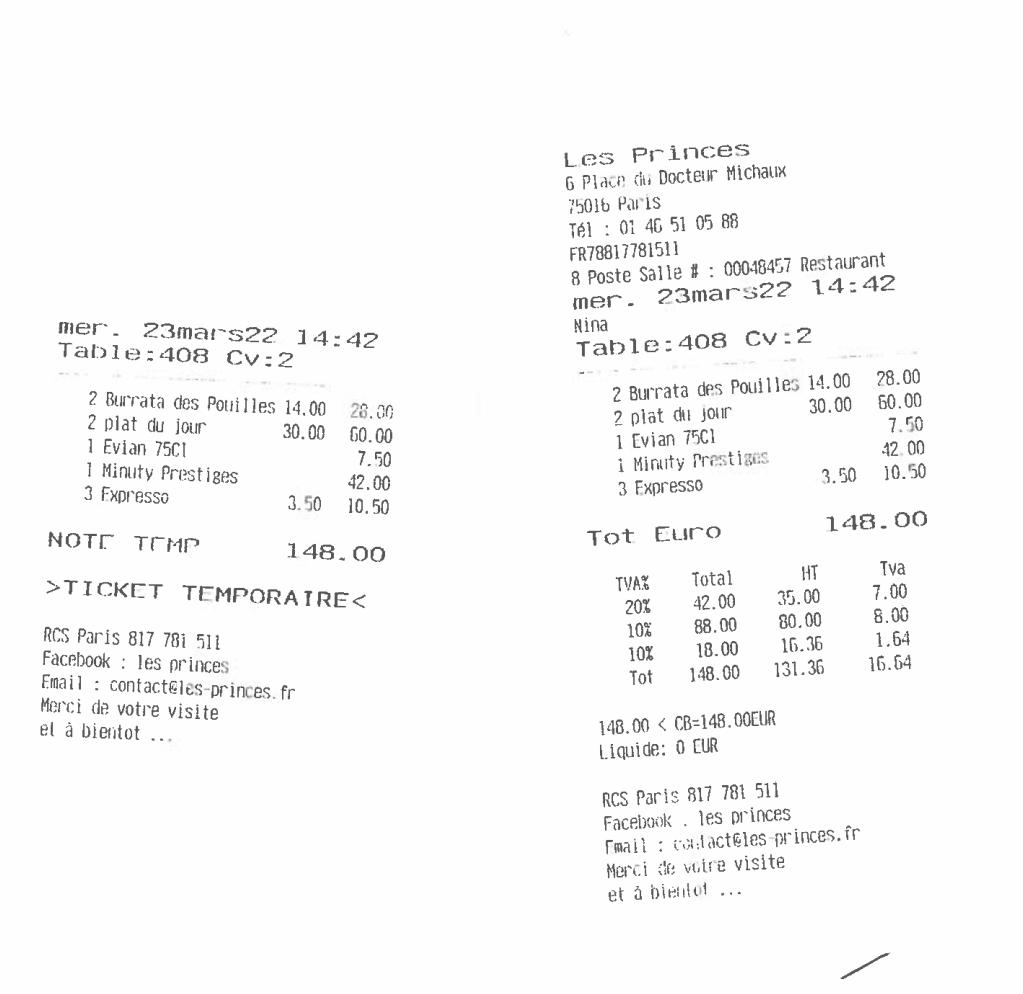 mer. 23mars22 14:42
Table:408 Cv:2
2 Burrata des Pouilles 14.00 28.00
2 plat du jour 30.00 60.00
1 Evian 75Cl 7.50
1 Minuty Prestiges 42.00
3 Expresso 3.50 10.50
NOTE TEMP 148.00
>TICKET TEMPORAIRE<
RCS Paris 817 781 511
Facebook : les princes
Email : contact@les-princes.fr
Merci de votre visite
et à bientot ...
Les Princes
6 Place du Docteur Michaux
75016 Paris
Tél : 01 46 51 05 88
FR78817781511
8 Poste Salle # : 00048457 Restaurant
mer. 23mars22 14:42
Nina
Table:408 Cv:2
2 Burrata des Pouilles 14.00 28.00
2 plat du jour 30.00 60.00
1 Evian 75Cl 7.50
1 Minuty Prestiges 42.00
3 Expresso 3.50 10.50
Tot Euro 148.00
TVA% Total HT Tva
20% 42.00 35.00 7.00
10% 88.00 80.00 8.00
10% 18.00 16.36 1.64
Tot 148.00 131.36 16.64
148.00 < CB=148.00EUR
Liquide: 0 EUR
RCS Paris 817 781 511
Facebook : les princes
Email : contact@les-princes.fr
Merci de votre visite
et à bientot ...